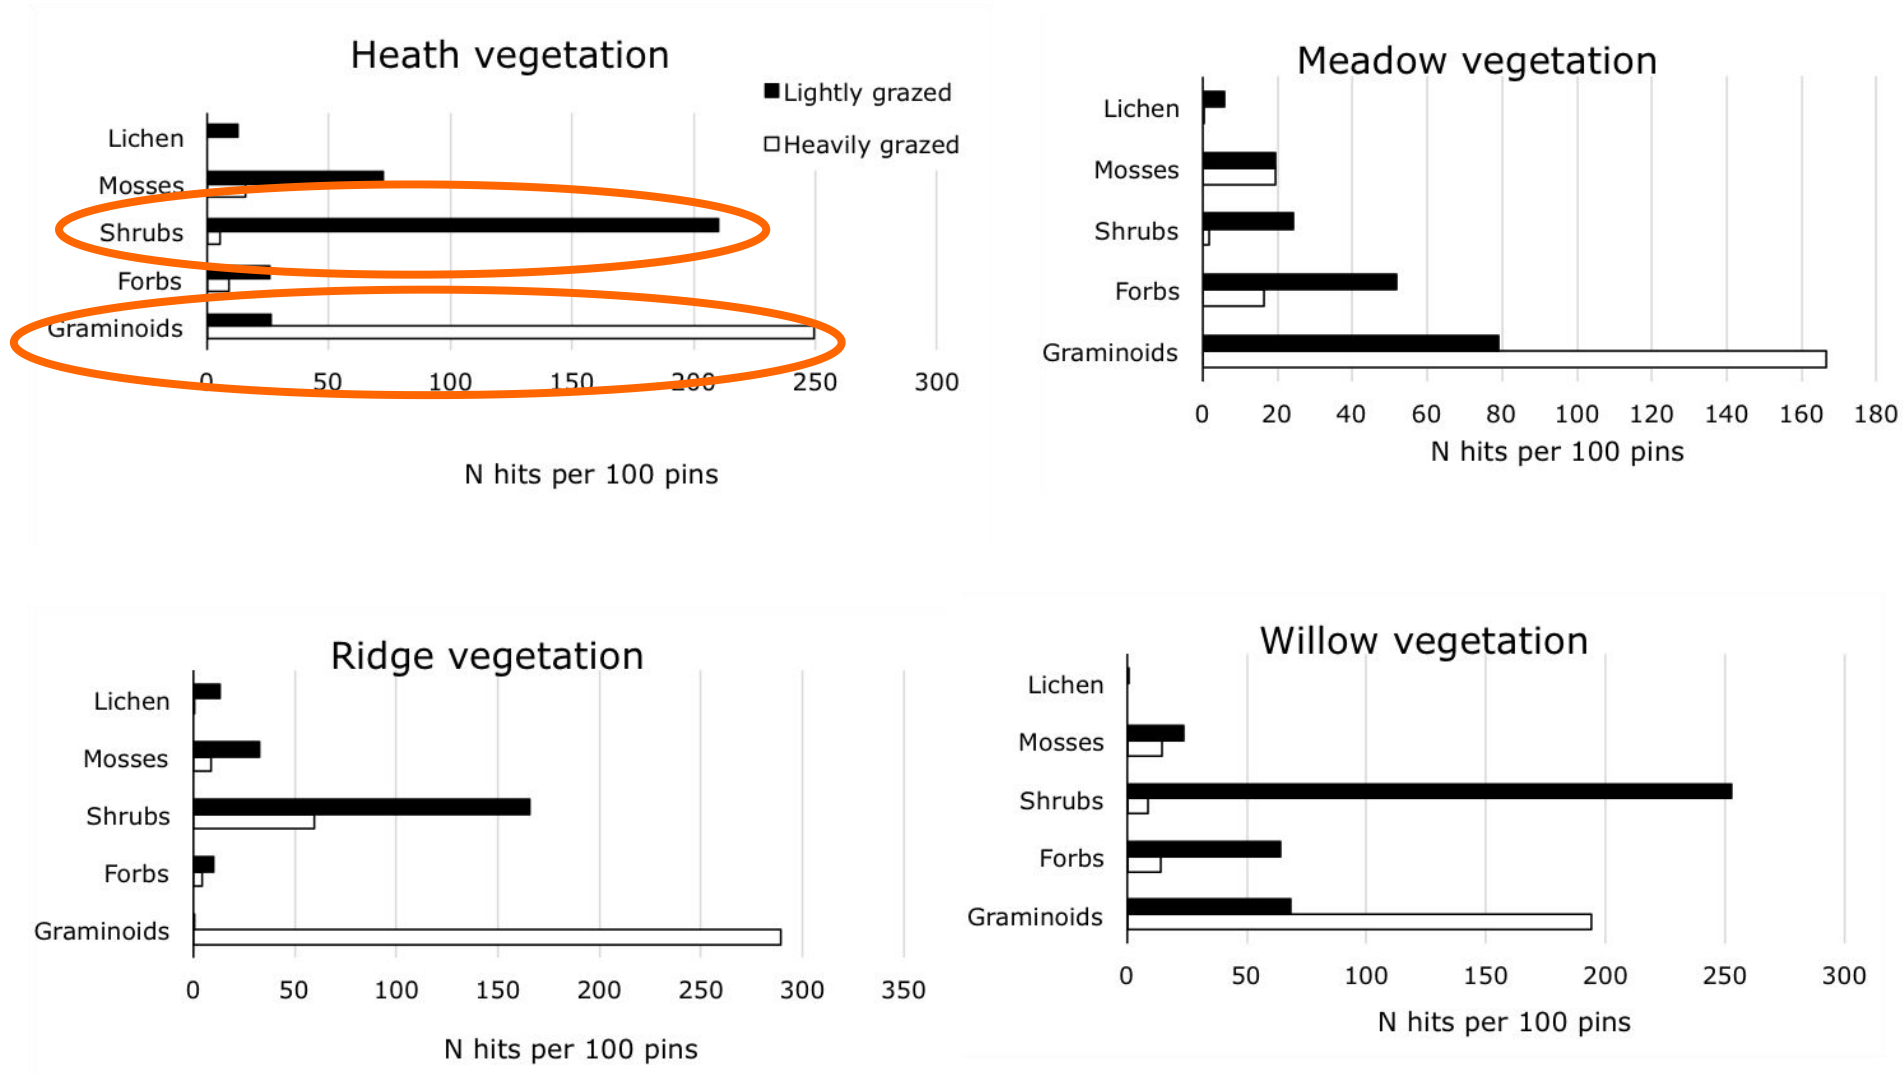 Heath vegetation
Lightly grazed
Heavily grazed
Lichen
Mosses
Shrubs
Forbs
Graminoids
0 50 100 150 200 250 300
N hits per 100 pins
Meadow vegetation
Lichen
Mosses
Shrubs
Forbs
Graminoids
0 20 40 60 80 100 120 140 160 180
N hits per 100 pins
Ridge vegetation
Lichen
Mosses
Shrubs
Forbs
Graminoids
0 50 100 150 200 250 300 350
N hits per 100 pins
Willow vegetation
Lichen
Mosses
Shrubs
Forbs
Graminoids
0 50 100 150 200 250 300
N hits per 100 pins